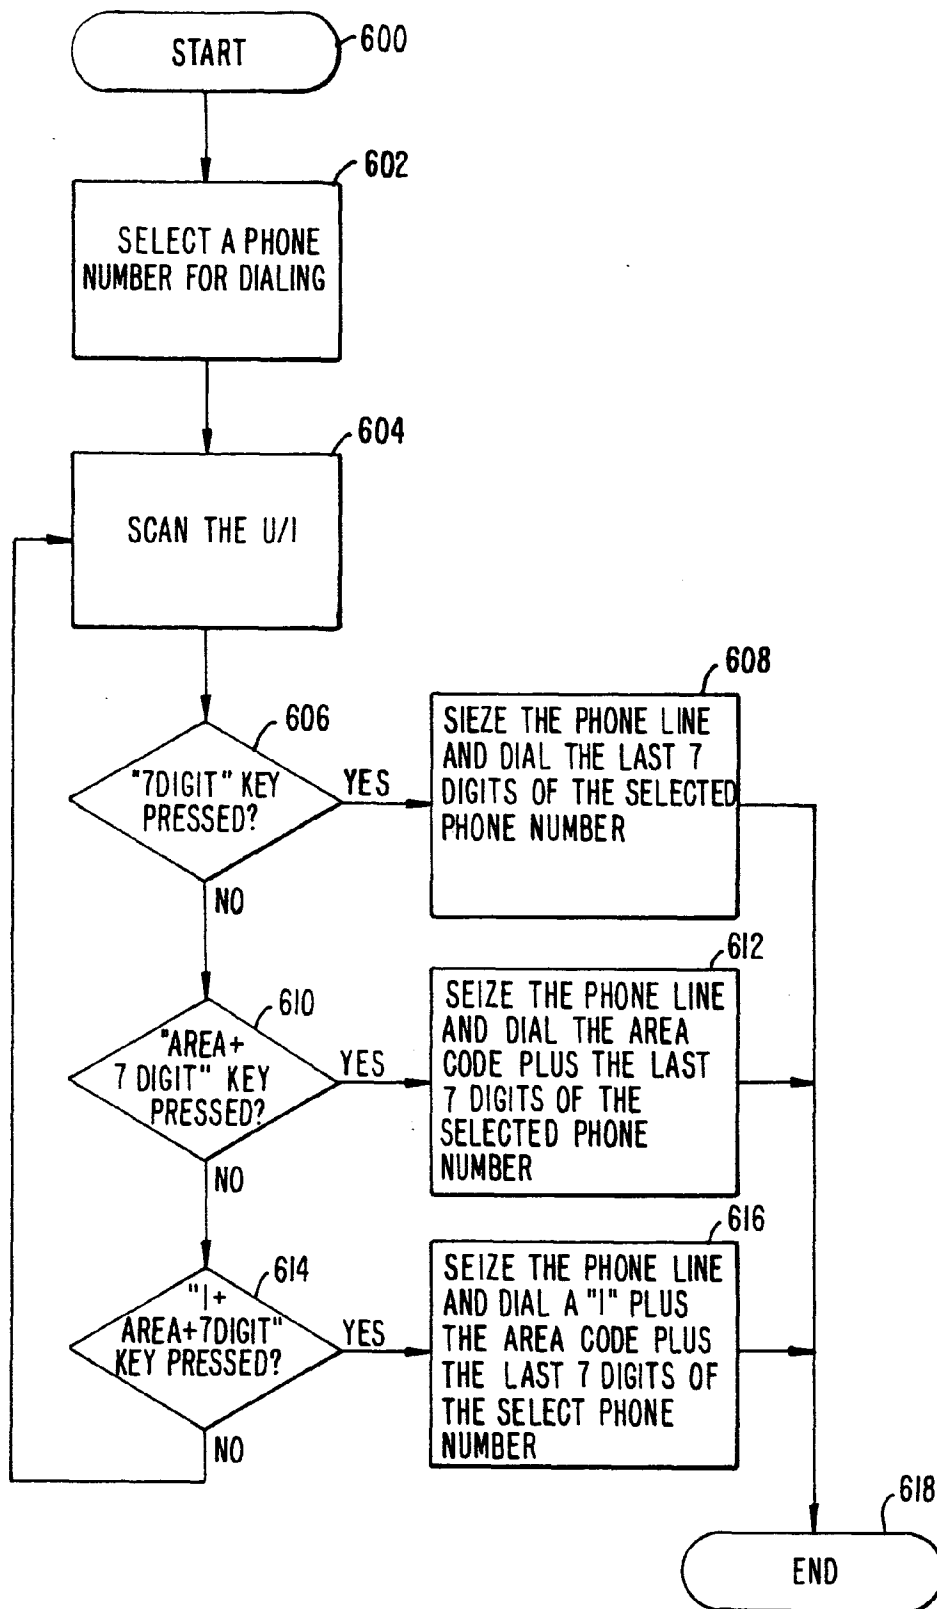 START
600
602
SELECT A PHONE
NUMBER FOR DIALING
604
SCAN THE U/I
606
"7DIGIT" KEY
PRESSED?
YES
NO
608
SIEZE THE PHONE LINE
AND DIAL THE LAST 7
DIGITS OF THE SELECTED
PHONE NUMBER
610
"AREA+
7 DIGIT" KEY
PRESSED?
YES
NO
612
SEIZE THE PHONE LINE
AND DIAL THE AREA
CODE PLUS THE LAST
7 DIGITS OF THE
SELECTED PHONE
NUMBER
614
"1+
AREA+7DIGIT"
KEY PRESSED?
YES
NO
616
SEIZE THE PHONE LINE
AND DIAL A "1" PLUS
THE AREA CODE PLUS
THE LAST 7 DIGITS OF
THE SELECT PHONE
NUMBER
618
END